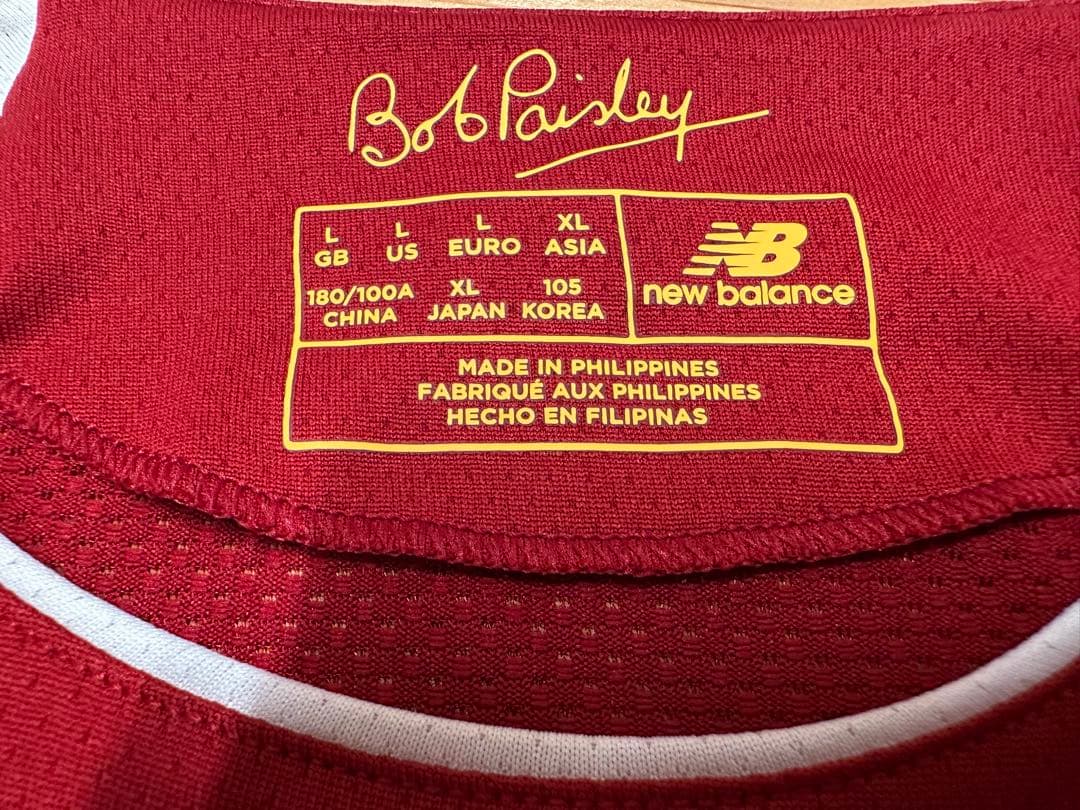 Bob Paisley
L L L XL
GB US EURO ASIA
180/100A XL 105
CHINA JAPAN KOREA
NB
new balance
MADE IN PHILIPPINES
FABRIQUÉ AUX PHILIPPINES
HECHO EN FILIPINAS